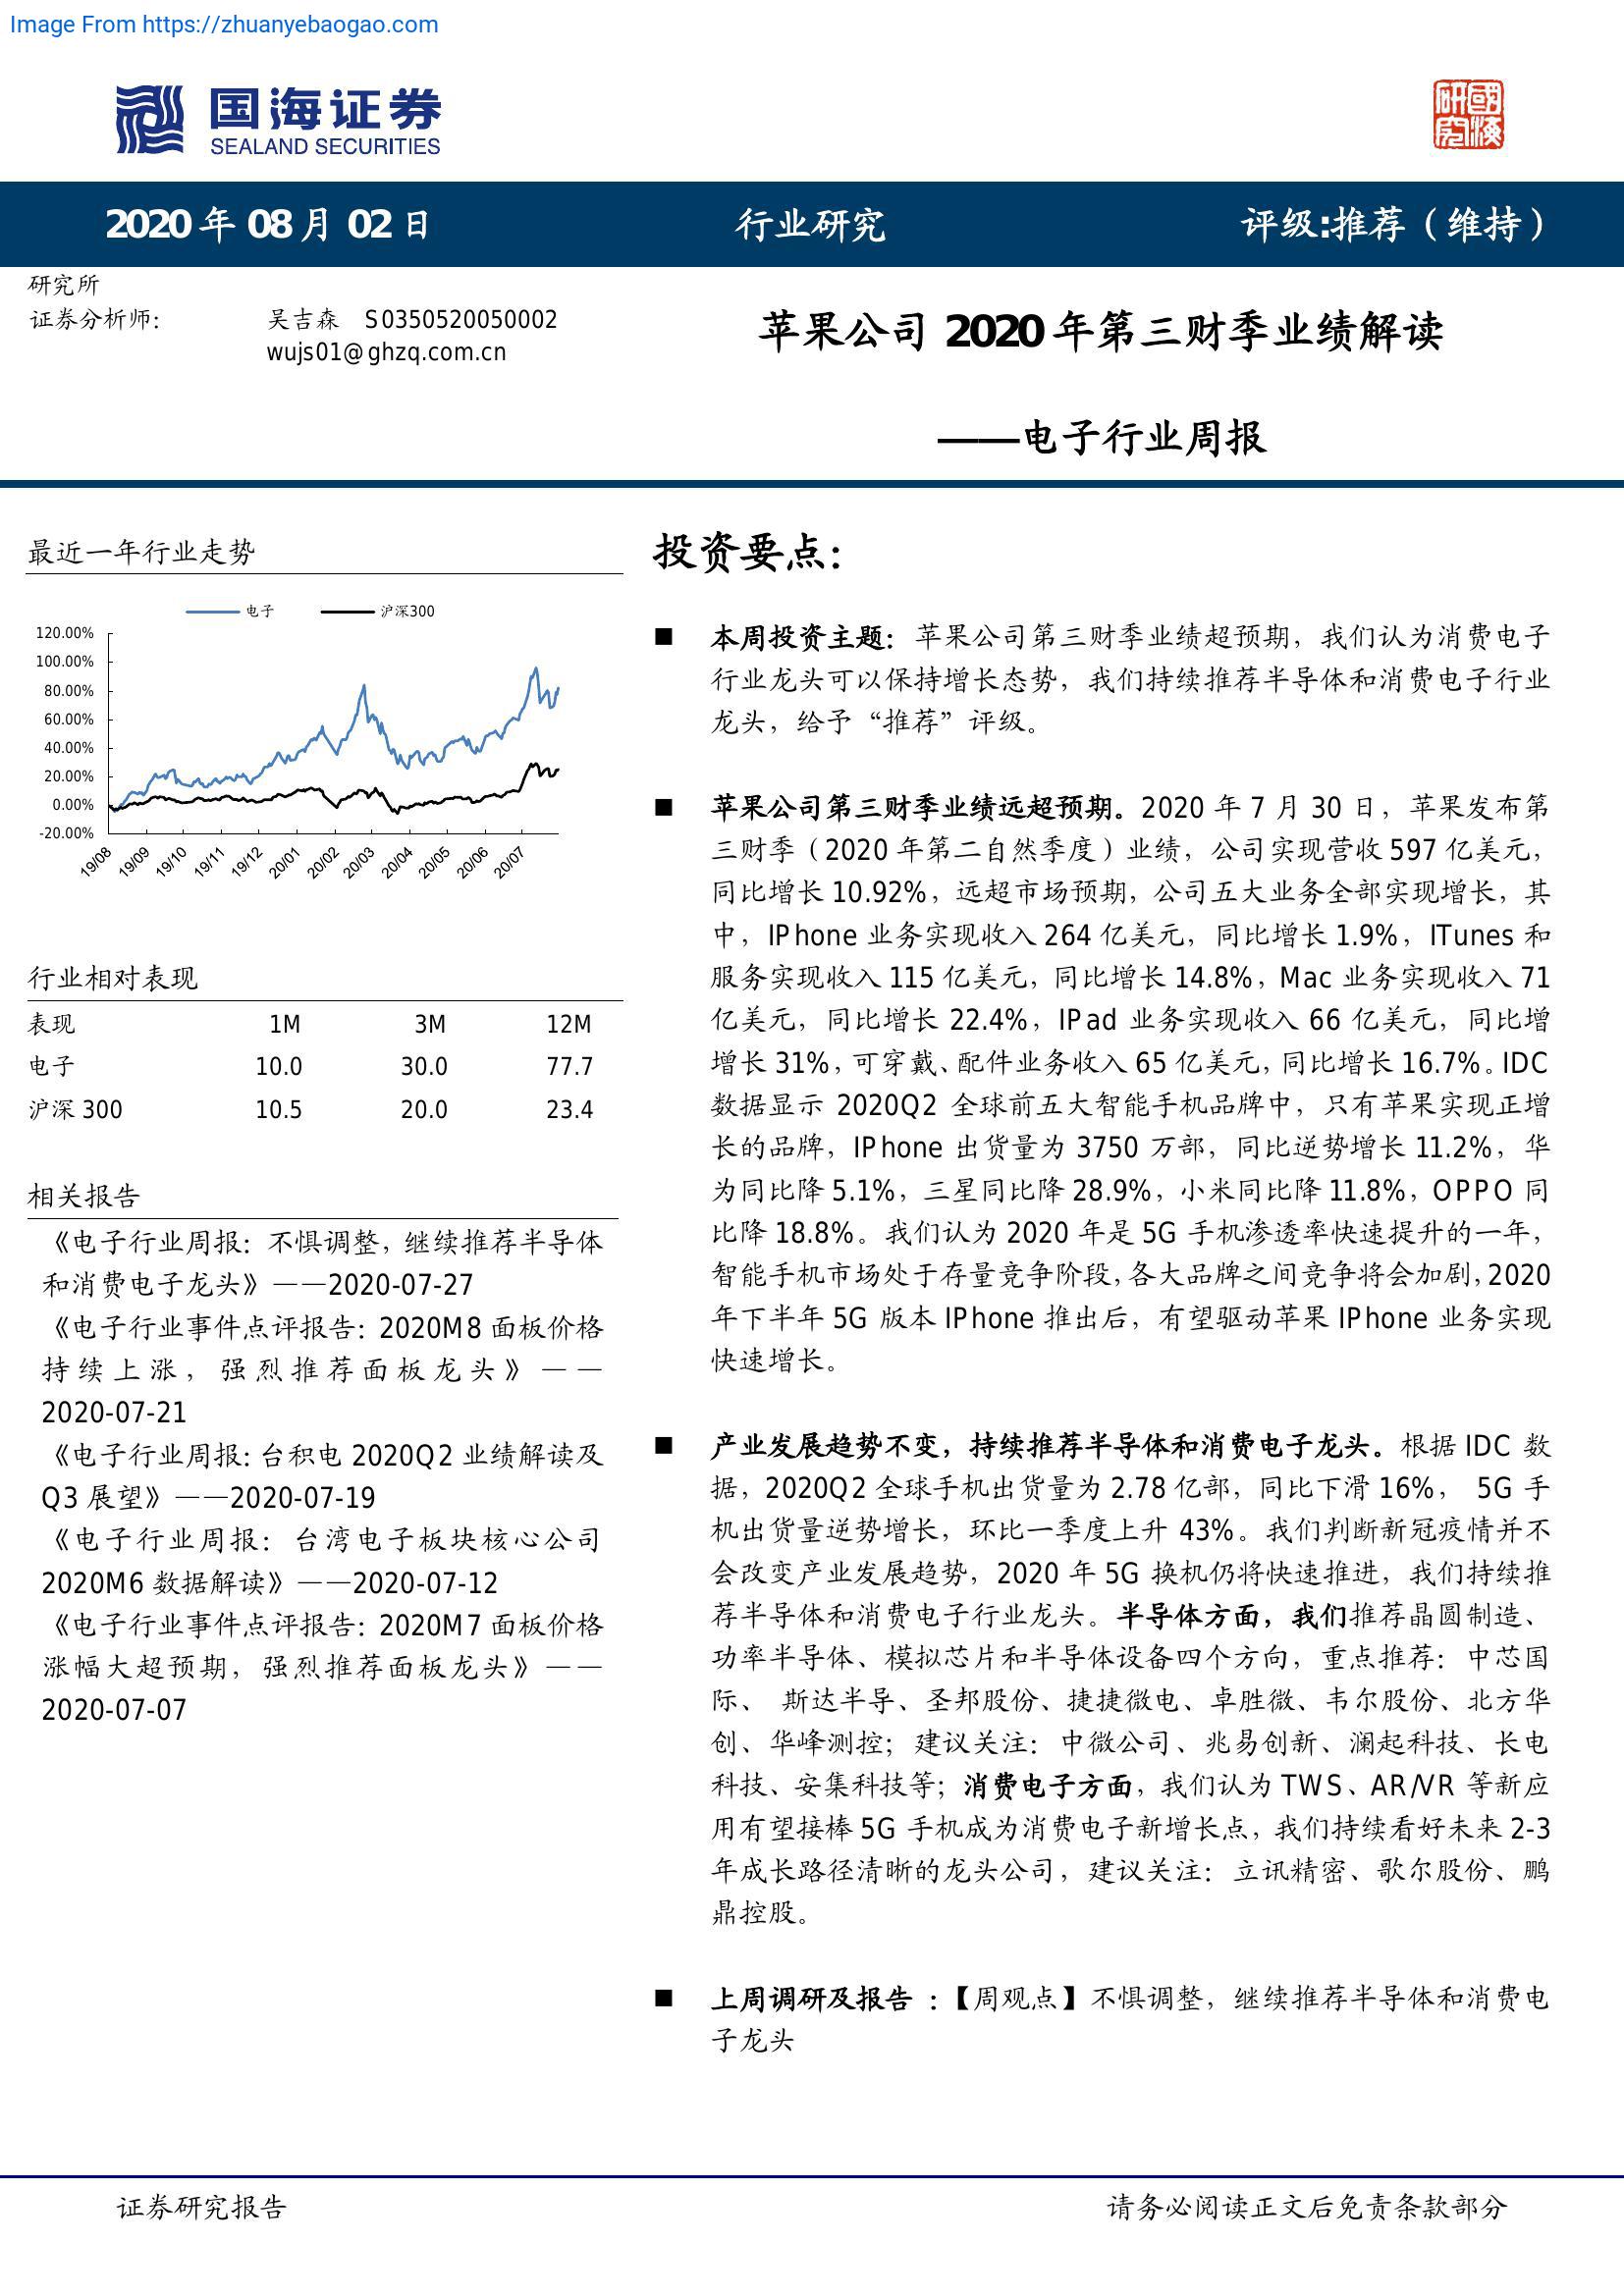 Image From https://zhuanyebaogao.com
国海证券
SEALAND SECURITIES
研究
國海
2020 年 08 月 02 日
行业研究
评级:推荐（维持）
研究所
证券分析师：
吴吉森 S0350520050002
wujs01@ghzq.com.cn
苹果公司 2020 年第三财季业绩解读
——电子行业周报
最近一年行业走势
电子
沪深300
120.00%
100.00%
80.00%
60.00%
40.00%
20.00%
0.00%
-20.00%
19/08
19/09
19/10
19/11
19/12
20/01
20/02
20/03
20/04
20/05
20/06
20/07
行业相对表现
表现 1M 3M 12M
电子 10.0 30.0 77.7
沪深 300 10.5 20.0 23.4
相关报告
《电子行业周报：不惧调整，继续推荐半导体
和消费电子龙头》——2020-07-27
《电子行业事件点评报告：2020M8 面板价格
持续上涨，强烈推荐面板龙头》——
2020-07-21
《电子行业周报：台积电 2020Q2 业绩解读及
Q3 展望》——2020-07-19
《电子行业周报：台湾电子板块核心公司
2020M6 数据解读》——2020-07-12
《电子行业事件点评报告：2020M7 面板价格
涨幅大超预期，强烈推荐面板龙头》——
2020-07-07
投资要点：
■ 本周投资主题：苹果公司第三财季业绩超预期，我们认为消费电子
行业龙头可以保持增长态势，我们持续推荐半导体和消费电子行业
龙头，给予“推荐”评级。
■ 苹果公司第三财季业绩远超预期。2020 年 7 月 30 日，苹果发布第
三财季（2020 年第二自然季度）业绩，公司实现营收 597 亿美元，
同比增长 10.92%，远超市场预期，公司五大业务全部实现增长，其
中，IPhone 业务实现收入 264 亿美元，同比增长 1.9%，ITunes 和
服务实现收入 115 亿美元，同比增长 14.8%，Mac 业务实现收入 71
亿美元，同比增长 22.4%，IPad 业务实现收入 66 亿美元，同比增
增长 31%，可穿戴、配件业务收入 65 亿美元，同比增长 16.7%。IDC
数据显示 2020Q2 全球前五大智能手机品牌中，只有苹果实现正增
长的品牌，IPhone 出货量为 3750 万部，同比逆势增长 11.2%，华
为同比降 5.1%，三星同比降 28.9%，小米同比降 11.8%，OPPO 同
比降 18.8%。我们认为 2020 年是 5G 手机渗透率快速提升的一年，
智能手机市场处于存量竞争阶段，各大品牌之间竞争将会加剧，2020
年下半年 5G 版本 IPhone 推出后，有望驱动苹果 IPhone 业务实现
快速增长。
■ 产业发展趋势不变，持续推荐半导体和消费电子龙头。根据 IDC 数
据，2020Q2 全球手机出货量为 2.78 亿部，同比下滑 16%， 5G 手
机出货量逆势增长，环比一季度上升 43%。我们判断新冠疫情并不
会改变产业发展趋势，2020 年 5G 换机仍将快速推进，我们持续推
荐半导体和消费电子行业龙头。半导体方面，我们推荐晶圆制造、
功率半导体、模拟芯片和半导体设备四个方向，重点推荐：中芯国
际、 斯达半导、圣邦股份、捷捷微电、卓胜微、韦尔股份、北方华
创、华峰测控；建议关注：中微公司、兆易创新、澜起科技、长电
科技、安集科技等；消费电子方面，我们认为 TWS、AR/VR 等新应
用有望接棒 5G 手机成为消费电子新增长点，我们持续看好未来 2-3
年成长路径清晰的龙头公司，建议关注：立讯精密、歌尔股份、鹏
鼎控股。
■ 上周调研及报告 ：【周观点】不惧调整，继续推荐半导体和消费电
子龙头
证券研究报告
请务必阅读正文后免责条款部分